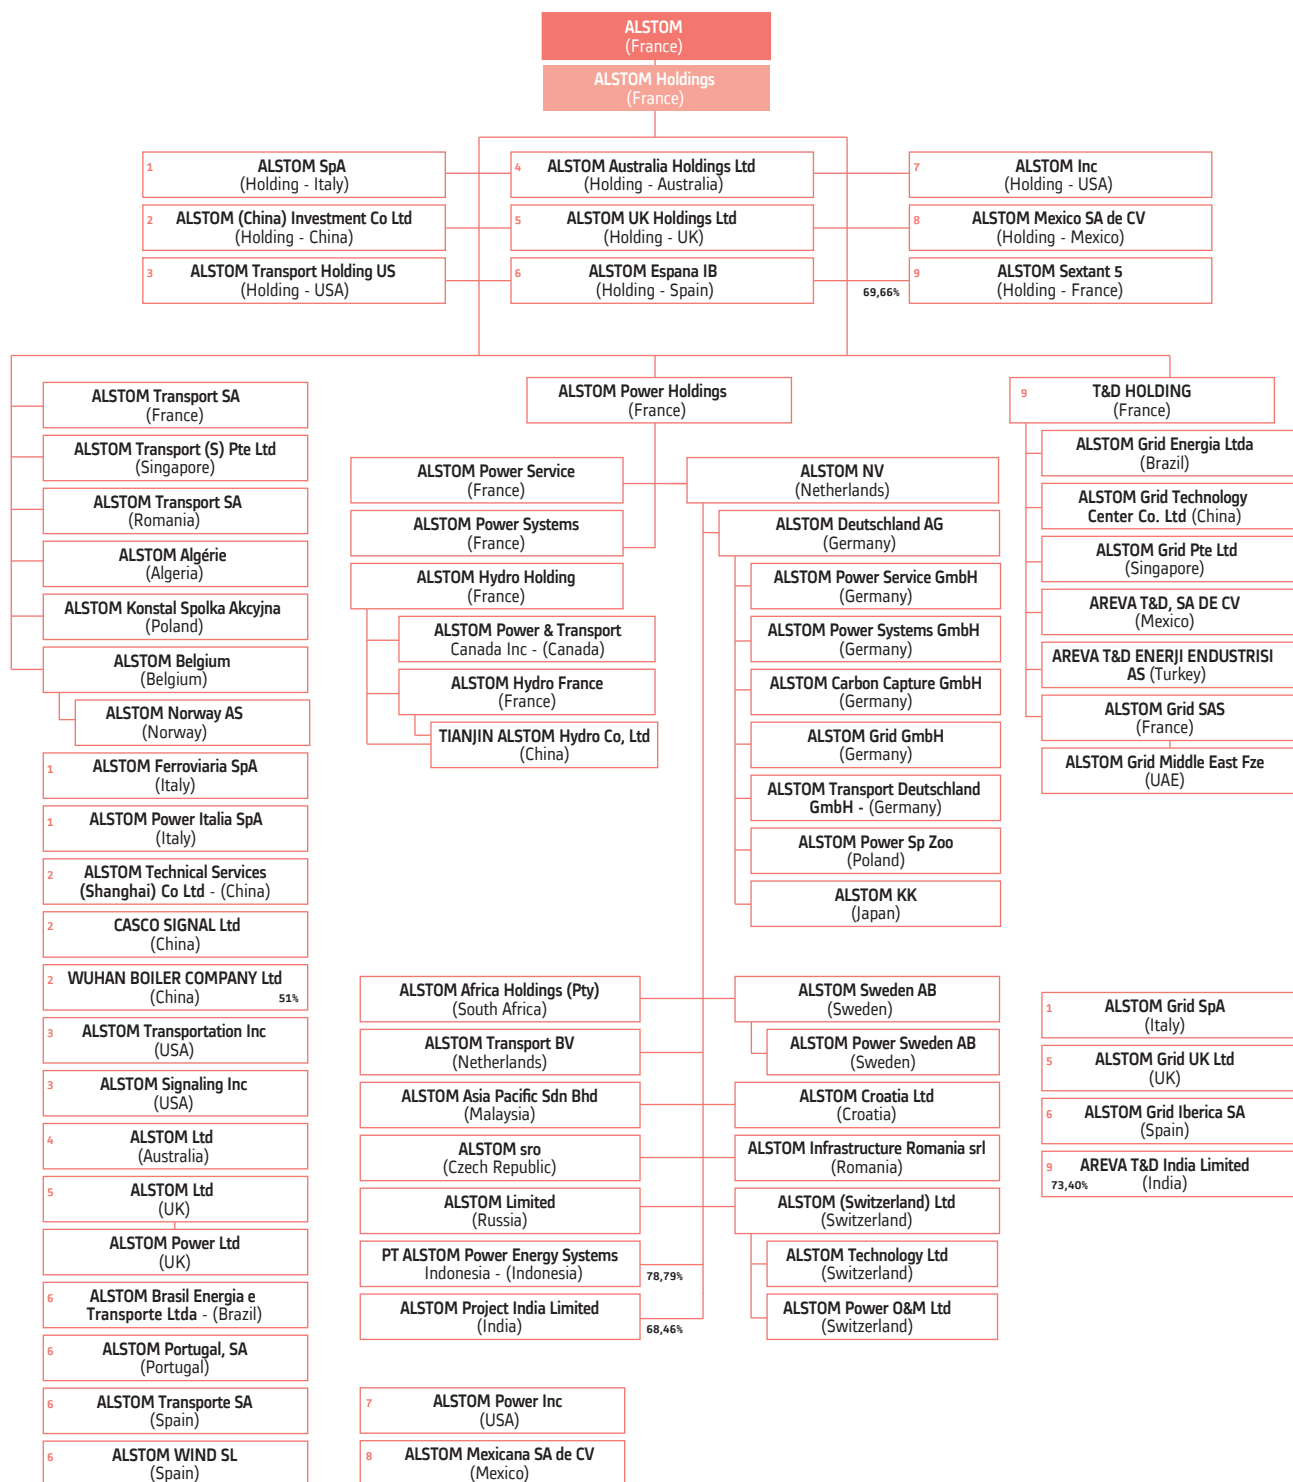 ALSTOM
(France)
ALSTOM Holdings
(France)
1
ALSTOM SpA
(Holding - Italy)
4
ALSTOM Australia Holdings Ltd
(Holding - Australia)
7
ALSTOM Inc
(Holding - USA)
2
ALSTOM (China) Investment Co Ltd
(Holding - China)
5
ALSTOM UK Holdings Ltd
(Holding - UK)
8
ALSTOM Mexico SA de CV
(Holding - Mexico)
3
ALSTOM Transport Holding US
(Holding - USA)
6
ALSTOM Espana IB
(Holding - Spain)
69,66%
9
ALSTOM Sextant 5
(Holding - France)
ALSTOM Transport SA
(France)
ALSTOM Transport (S) Pte Ltd
(Singapore)
ALSTOM Transport SA
(Romania)
ALSTOM Algérie
(Algeria)
ALSTOM Konstal Spolka Akcyjna
(Poland)
ALSTOM Belgium
(Belgium)
ALSTOM Norway AS
(Norway)
1
ALSTOM Ferroviaria SpA
(Italy)
1
ALSTOM Power Italia SpA
(Italy)
2
ALSTOM Technical Services
(Shanghai) Co Ltd - (China)
2
CASCO SIGNAL Ltd
(China)
2
WUHAN BOILER COMPANY Ltd
(China)
51%
3
ALSTOM Transportation Inc
(USA)
3
ALSTOM Signaling Inc
(USA)
4
ALSTOM Ltd
(Australia)
5
ALSTOM Ltd
(UK)
ALSTOM Power Ltd
(UK)
6
ALSTOM Brasil Energia e
Transporte Ltda - (Brazil)
6
ALSTOM Portugal, SA
(Portugal)
6
ALSTOM Transporte SA
(Spain)
6
ALSTOM WIND SL
(Spain)
ALSTOM Power Holdings
(France)
ALSTOM Power Service
(France)
ALSTOM Power Systems
(France)
ALSTOM Hydro Holding
(France)
ALSTOM Power & Transport
Canada Inc - (Canada)
ALSTOM Hydro France
(France)
TIANJIN ALSTOM Hydro Co, Ltd
(China)
ALSTOM NV
(Netherlands)
ALSTOM Deutschland AG
(Germany)
ALSTOM Power Service GmbH
(Germany)
ALSTOM Power Systems GmbH
(Germany)
ALSTOM Carbon Capture GmbH
(Germany)
ALSTOM Grid GmbH
(Germany)
ALSTOM Transport Deutschland
GmbH - (Germany)
ALSTOM Power Sp Zoo
(Poland)
ALSTOM KK
(Japan)
ALSTOM Africa Holdings (Pty)
(South Africa)
ALSTOM Transport BV
(Netherlands)
ALSTOM Asia Pacific Sdn Bhd
(Malaysia)
ALSTOM sro
(Czech Republic)
ALSTOM Limited
(Russia)
PT ALSTOM Power Energy Systems
Indonesia - (Indonesia)
78,79%
ALSTOM Project India Limited
(India)
68,46%
ALSTOM Sweden AB
(Sweden)
ALSTOM Power Sweden AB
(Sweden)
ALSTOM Croatia Ltd
(Croatia)
ALSTOM Infrastructure Romania srl
(Romania)
ALSTOM (Switzerland) Ltd
(Switzerland)
ALSTOM Technology Ltd
(Switzerland)
ALSTOM Power O&M Ltd
(Switzerland)
7
ALSTOM Power Inc
(USA)
8
ALSTOM Mexicana SA de CV
(Mexico)
9
T&D HOLDING
(France)
ALSTOM Grid Energia Ltda
(Brazil)
ALSTOM Grid Technology
Center Co. Ltd (China)
ALSTOM Grid Pte Ltd
(Singapore)
AREVA T&D, SA DE CV
(Mexico)
AREVA T&D ENERJI ENDUSTRISI
AS (Turkey)
ALSTOM Grid SAS
(France)
ALSTOM Grid Middle East Fze
(UAE)
1
ALSTOM Grid SpA
(Italy)
5
ALSTOM Grid UK Ltd
(UK)
6
ALSTOM Grid Iberica SA
(Spain)
9
AREVA T&D India Limited
73,40%
(India)